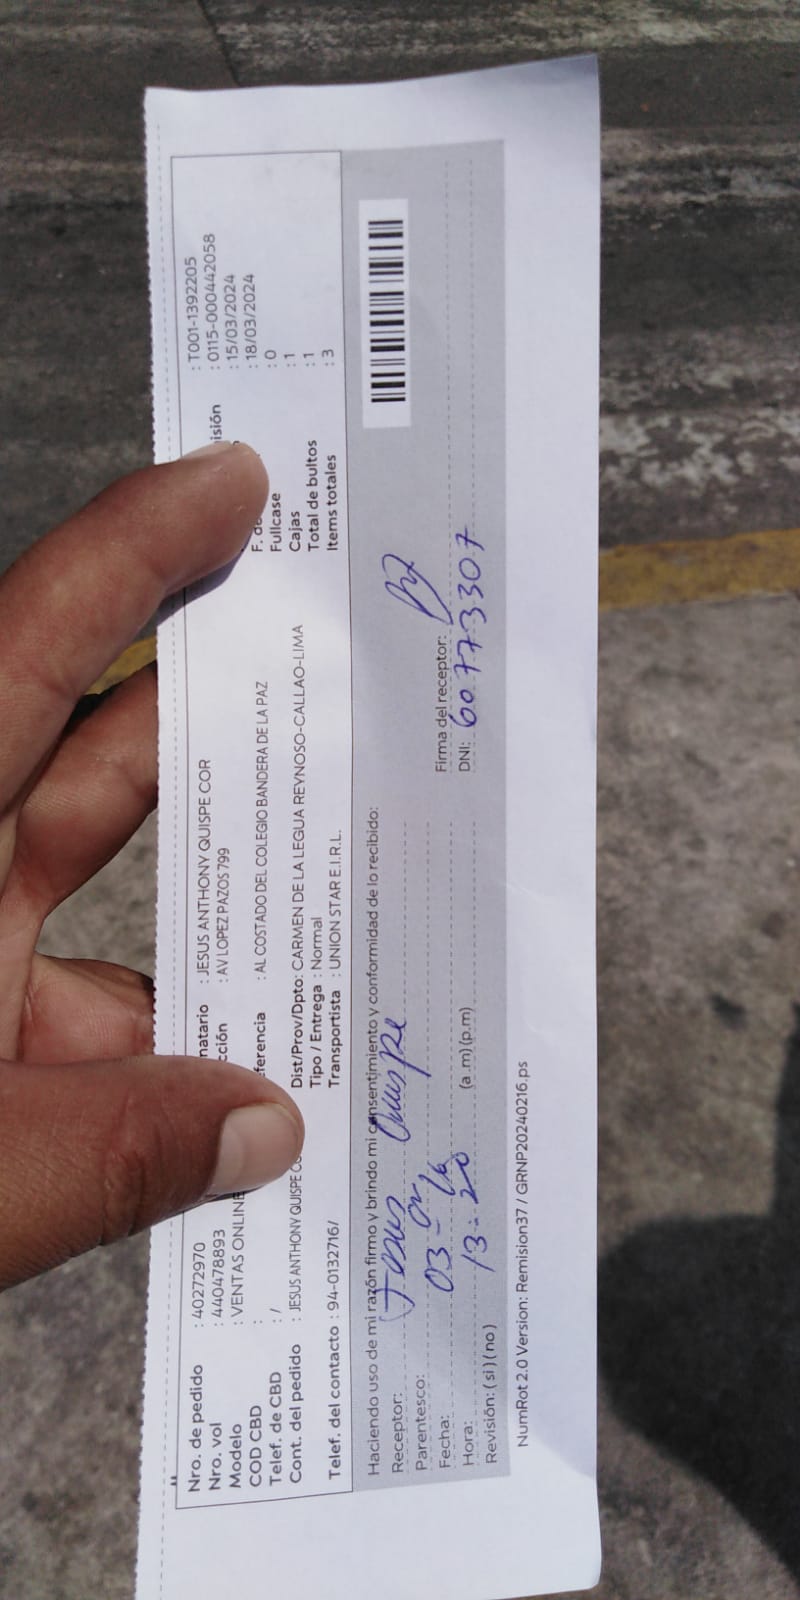 Nro. de pedido : 40272970
Nro. vol : 440478893
Modelo : VENTAS ONLINE
COD CBD :
Telef. de CBD : /
Cont. del pedido : JESUS ANTHONY QUISPE
Telef. del contacto : 94-0132716/
natario : JESUS ANTHONY QUISPE COR
cción : AV LOPEZ PAZOS 799
ferencia : AL COSTADO DEL COLEGIO BANDERA DE LA PAZ
Dist/Prov/Dpto: CARMEN DE LA LEGUA REYNOSO-CALLAO-LIMA
Tipo / Entrega : Normal
Transportista : UNION STAR E.I.R.L.
: T001-1392205
: 0115-000442058
isión : 15/03/2024
F. de : 18/03/2024
Fullcase : 0
Cajas : 1
Total de bultos : 1
Items totales : 3
Haciendo uso de mi razón firmo y brindo mi consentimiento y conformidad de lo recibido:
Receptor: Jesus Quispe
Parentesco:
Fecha: 03 -
Hora: 13:20 (a.m)(p.m)
Revisión: (si)(no)
Firma del receptor:
DNI: 60773307
NumRot 2.0 Version: Remision37 / GRNP20240216.ps